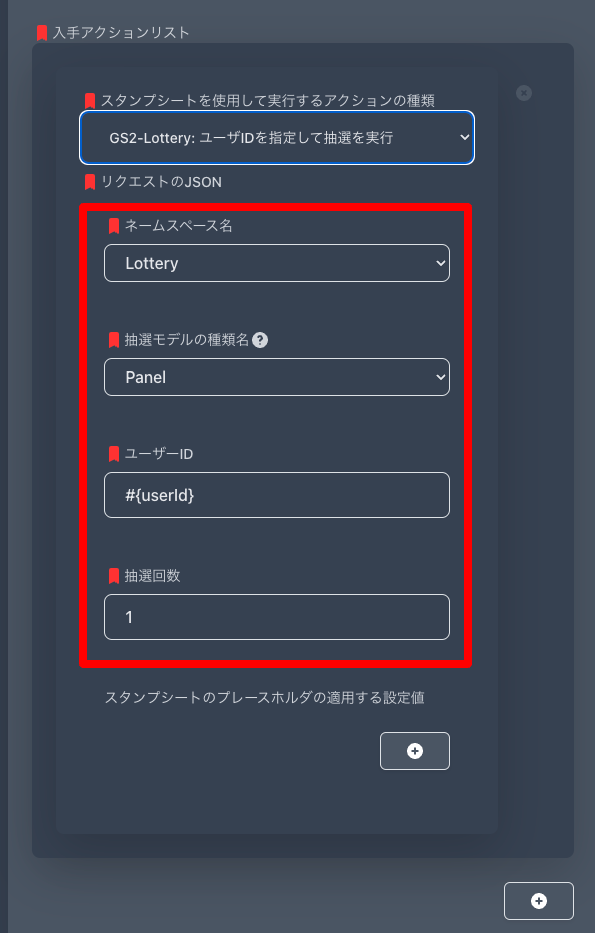 入手アクションリスト
スタンプシートを使用して実行するアクションの種類
GS2-Lottery: ユーザIDを指定して抽選を実行
リクエストのJSON
ネームスペース名
Lottery
抽選モデルの種類名
Panel
ユーザーID
#{userId}
抽選回数
1
スタンプシートのプレースホルダの適用する設定値